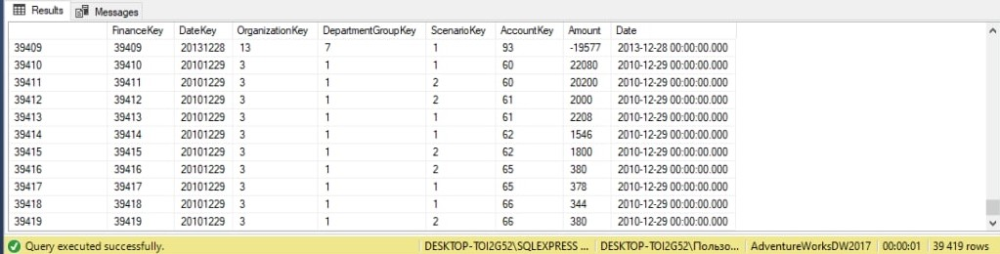 Results Messages
FinanceKey DateKey OrganizationKey DepartmentGroupKey ScenarioKey AccountKey Amount Date
39409 39409 20131228 13 7 1 93 -19577 2013-12-28 00:00:00.000
39410 39410 20101229 3 1 1 60 22080 2010-12-29 00:00:00.000
39411 39411 20101229 3 1 2 60 20200 2010-12-29 00:00:00.000
39412 39412 20101229 3 1 2 61 2000 2010-12-29 00:00:00.000
39413 39413 20101229 3 1 1 61 2208 2010-12-29 00:00:00.000
39414 39414 20101229 3 1 1 62 1546 2010-12-29 00:00:00.000
39415 39415 20101229 3 1 2 62 1800 2010-12-29 00:00:00.000
39416 39416 20101229 3 1 2 65 380 2010-12-29 00:00:00.000
39417 39417 20101229 3 1 1 65 378 2010-12-29 00:00:00.000
39418 39418 20101229 3 1 1 66 344 2010-12-29 00:00:00.000
39419 39419 20101229 3 1 2 66 380 2010-12-29 00:00:00.000
Query executed successfully. DESKTOP-TOI2G52\SQLEXPRESS ... DESKTOP-TOI2G52\Пользо... AdventureWorksDW2017 00:00:01 39 419 rows